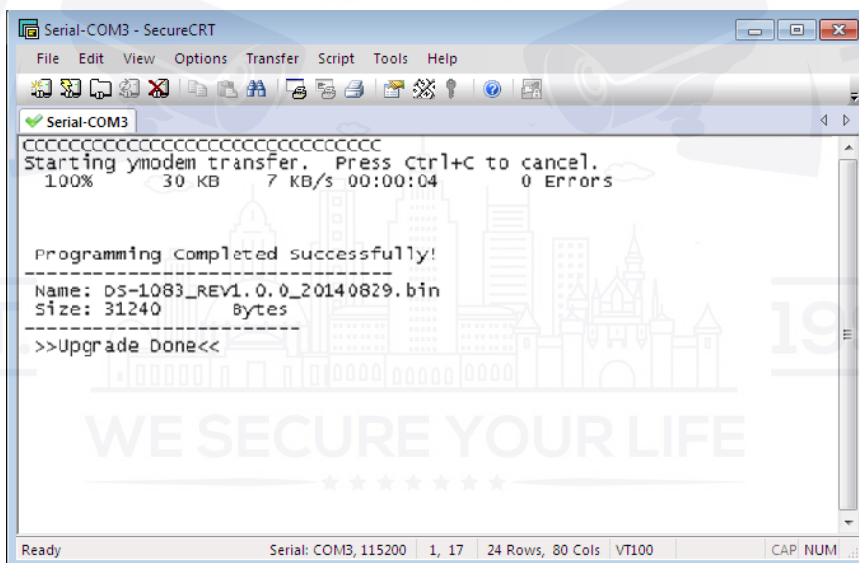 Serial-COM3 - SecureCRT
File Edit View Options Transfer Script Tools Help
Serial-COM3
CCCCCCCCCCCCCCCCCCCCCCCCCCCCCCC
Starting ymodem transfer. Press Ctrl+C to cancel.
100% 30 KB 7 KB/s 00:00:04 0 Errors
Programming Completed Successfully!
--------------------------------
Name: DS-1083_REV1.0.0_20140829.bin
Size: 31240 Bytes
------------------------
>>Upgrade Done<<
WE SECURE YOUR LIFE
Ready Serial: COM3, 115200 1, 17 24 Rows, 80 Cols VT100 CAP NUM